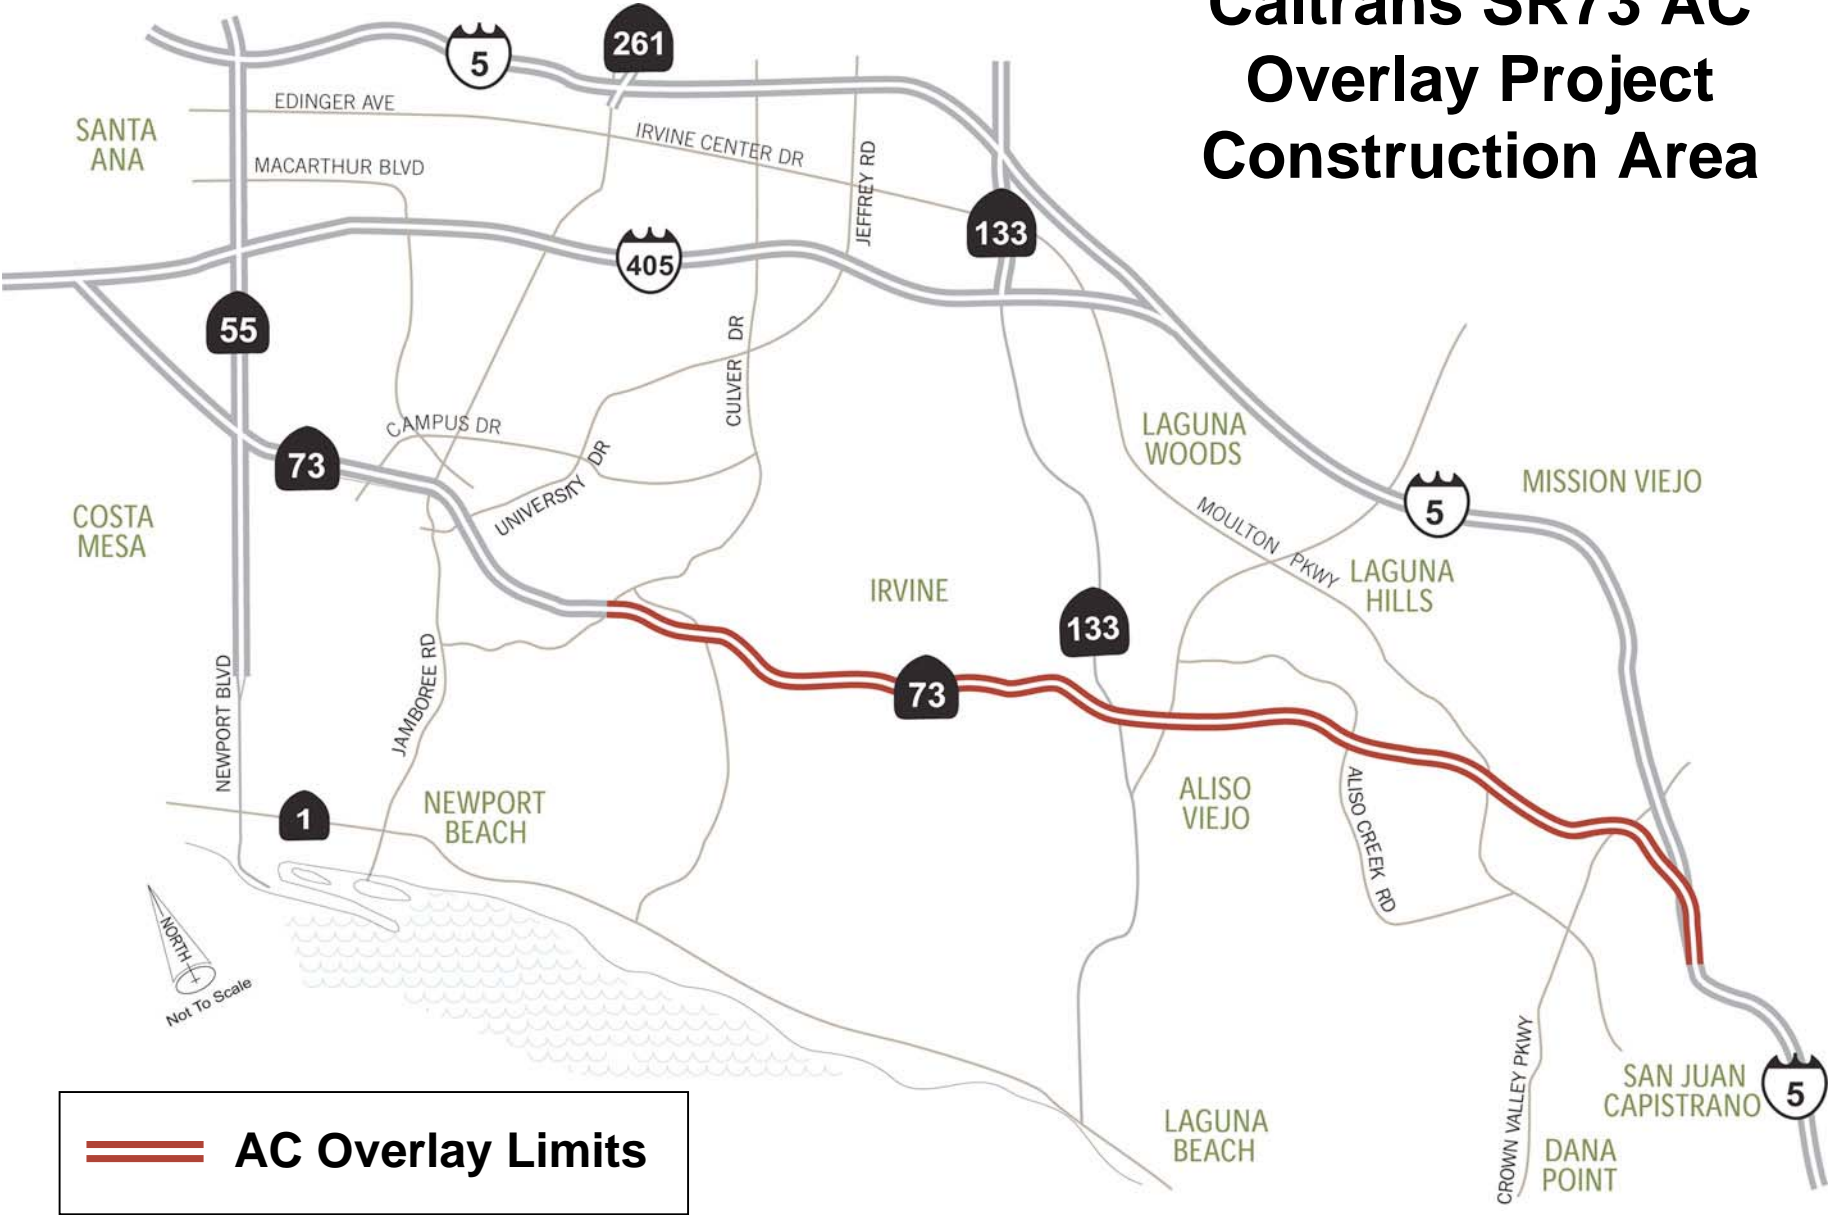 Caltrans SR73 AC
Overlay Project
Construction Area
261
5
EDINGER AVE
SANTA
ANA
IRVINE CENTER DR
MACARTHUR BLVD
JEFFREY RD
133
405
55
CULVER DR
CAMPUS DR
LAGUNA
WOODS
73
UNIVERSITY DR
MISSION VIEJO
5
COSTA
MESA
MOULTON PKWY
IRVINE
LAGUNA
HILLS
133
NEWPORT BLVD
JAMBOREE RD
73
1
NEWPORT
BEACH
ALISO
VIEJO
ALISO CREEK RD
NORTH
Not To Scale
CROWN VALLEY PKWY
SAN JUAN
CAPISTRANO
5
LAGUNA
BEACH
DANA
POINT
AC Overlay Limits